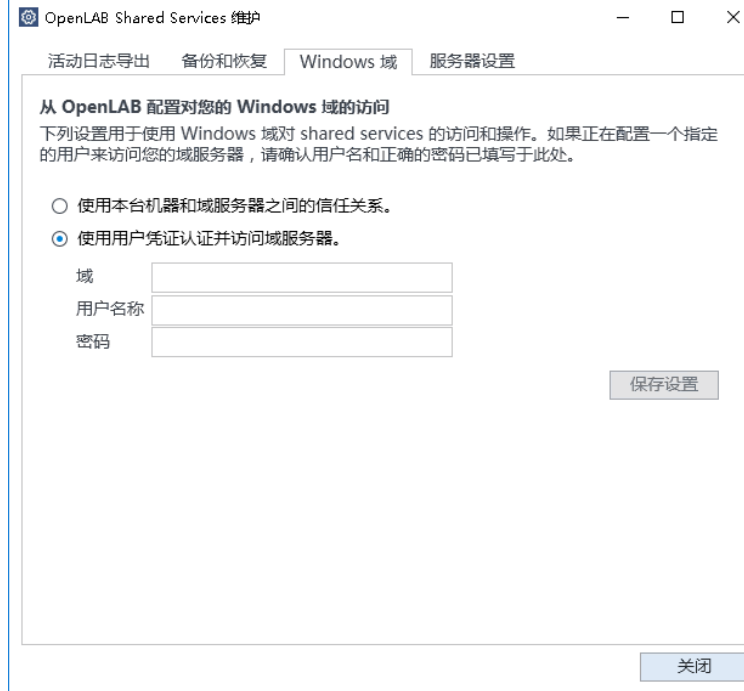 OpenLAB Shared Services 维护
活动日志导出 备份和恢复 Windows 域 服务器设置
从 OpenLAB 配置对您的 Windows 域的访问
下列设置用于使用 Windows 域对 shared services 的访问和操作。如果正在配置一个指定
的用户来访问您的域服务器，请确认用户名和正确的密码已填写于此处。
使用本台机器和域服务器之间的信任关系。
使用用户凭证认证并访问域服务器。
域
用户名称
密码
保存设置
关闭